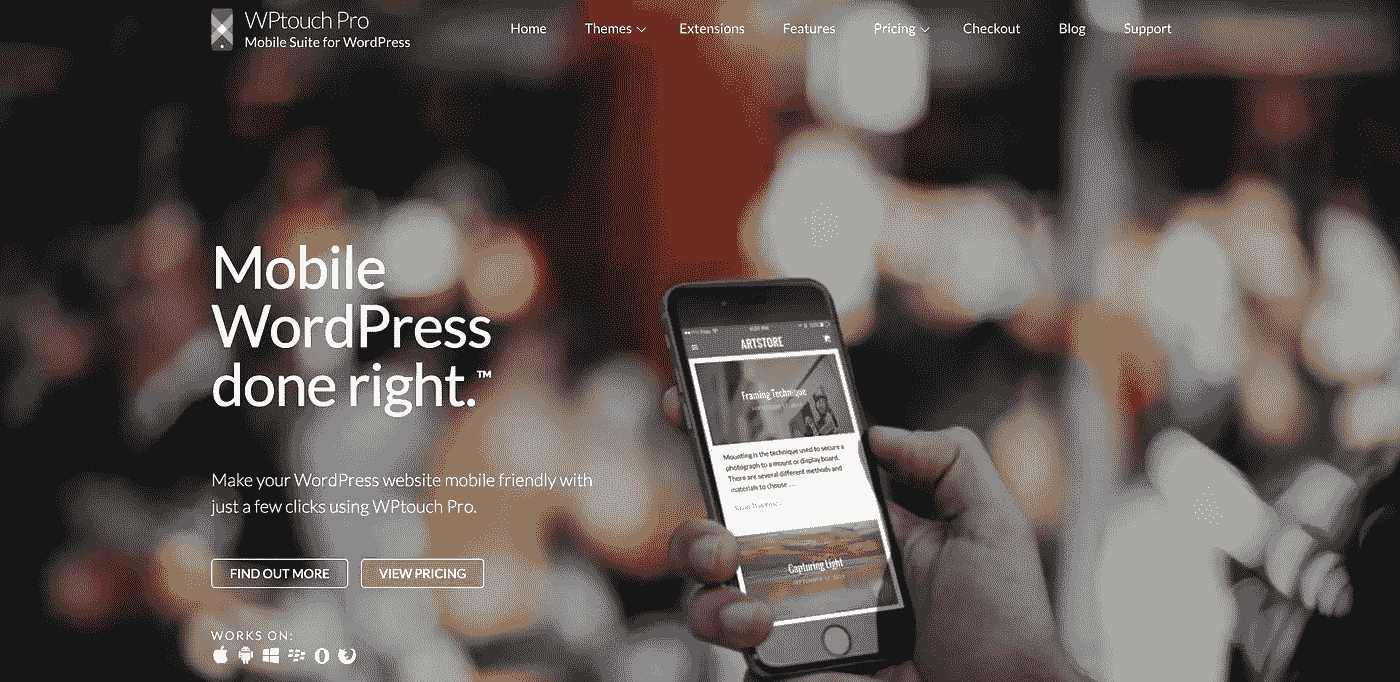 WPtouch Pro
Mobile Suite for WordPress
Home Themes Extensions Features Pricing Checkout Blog Support
Mobile
WordPress
done right.™
Make your WordPress website mobile friendly with
just a few clicks using WPtouch Pro.
FIND OUT MORE VIEW PRICING
WORKS ON:
ARTSTORE
Framing Technique
Mounting is the technique used to secure a
photograph to a mount or display board.
There are several different methods and
materials to choose ...
Capturing Light